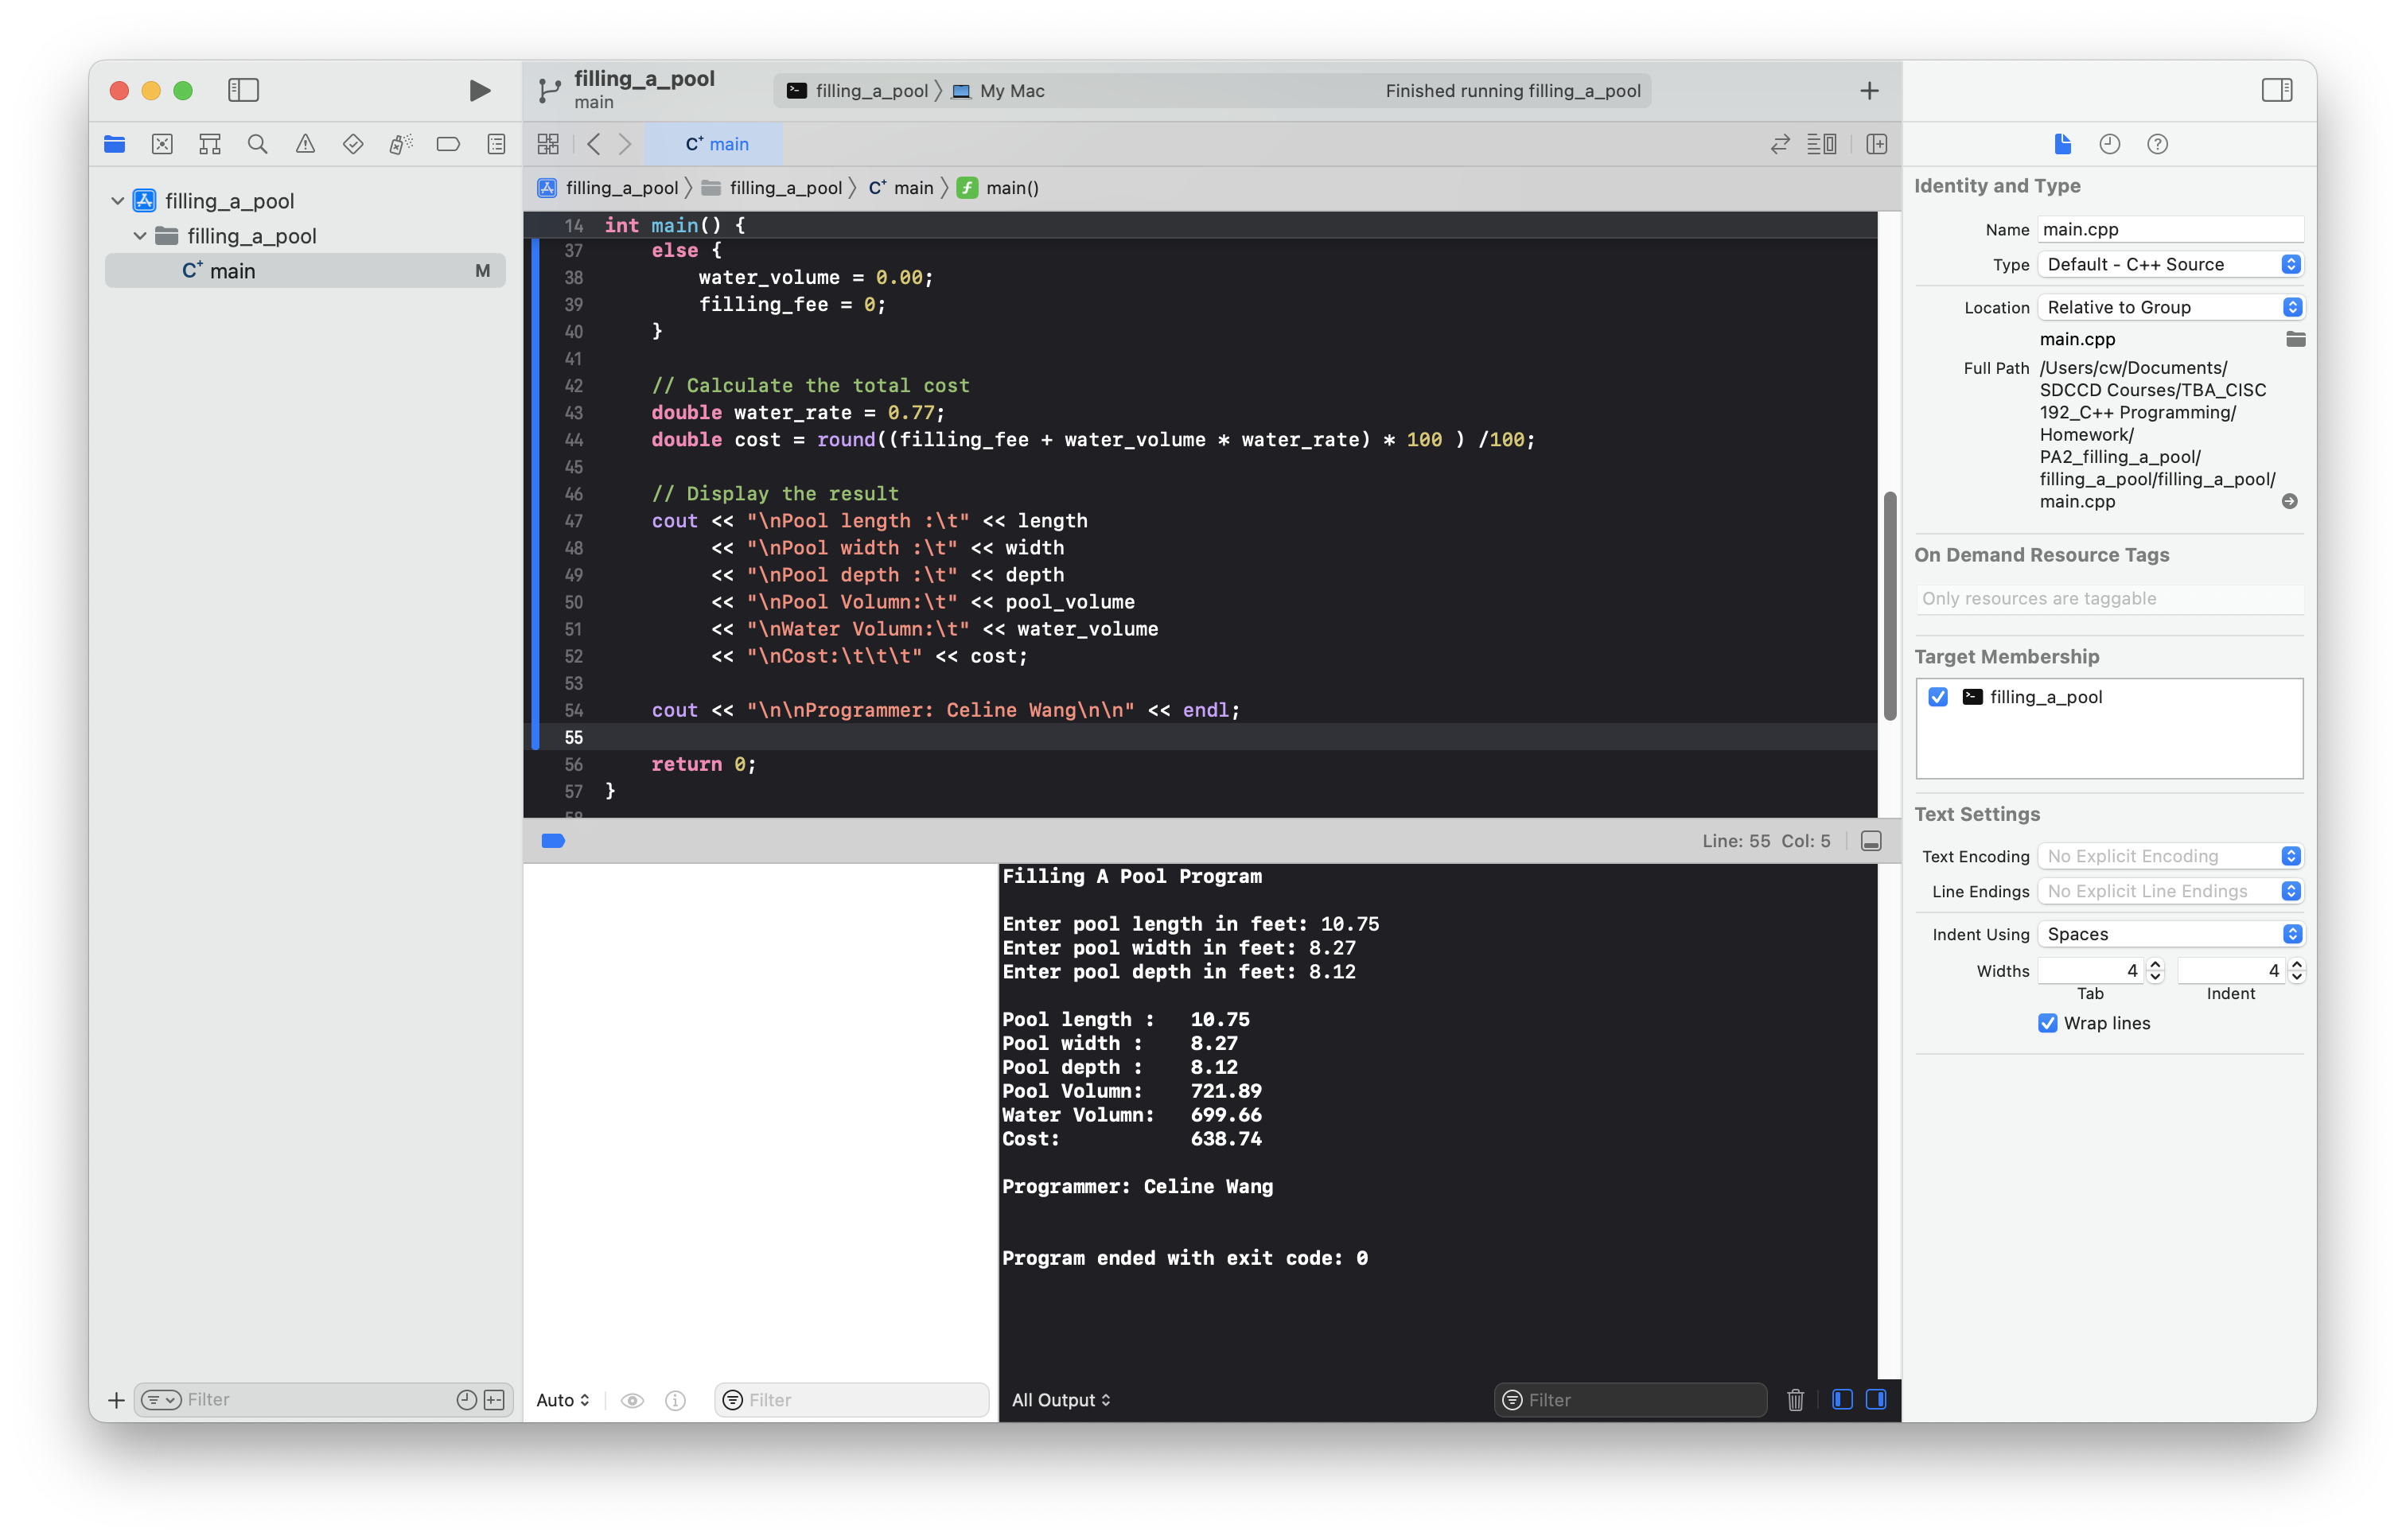 filling_a_pool
main
filling_a_pool
My Mac
Finished running filling_a_pool
main
filling_a_pool
filling_a_pool
main
main()
filling_a_pool
filling_a_pool
main
M
14 int main() {
37 else {
38 water_volume = 0.00;
39 filling_fee = 0;
40 }
41
42 // Calculate the total cost
43 double water_rate = 0.77;
44 double cost = round((filling_fee + water_volume * water_rate) * 100 ) /100;
45
46 // Display the result
47 cout << "\nPool length :\t" << length
48 << "\nPool width :\t" << width
49 << "\nPool depth :\t" << depth
50 << "\nPool Volumn:\t" << pool_volume
51 << "\nWater Volumn:\t" << water_volume
52 << "\nCost:\t\t\t" << cost;
53
54 cout << "\n\nProgrammer: Celine Wang\n\n" << endl;
55
56 return 0;
57 }
58
Line: 55 Col: 5
Filling A Pool Program
Enter pool length in feet: 10.75
Enter pool width in feet: 8.27
Enter pool depth in feet: 8.12
Pool length : 10.75
Pool width : 8.27
Pool depth : 8.12
Pool Volumn: 721.89
Water Volumn: 699.66
Cost: 638.74
Programmer: Celine Wang
Program ended with exit code: 0
Filter
Auto
Filter
All Output
Filter
Identity and Type
Name main.cpp
Type Default - C++ Source
Location Relative to Group
main.cpp
Full Path /Users/cw/Documents/
SDCCD Courses/TBA_CISC
192_C++ Programming/
Homework/
PA2_filling_a_pool/
filling_a_pool/filling_a_pool/
main.cpp
On Demand Resource Tags
Only resources are taggable
Target Membership
filling_a_pool
Text Settings
Text Encoding No Explicit Encoding
Line Endings No Explicit Line Endings
Indent Using Spaces
Widths 4 4
Tab Indent
Wrap lines